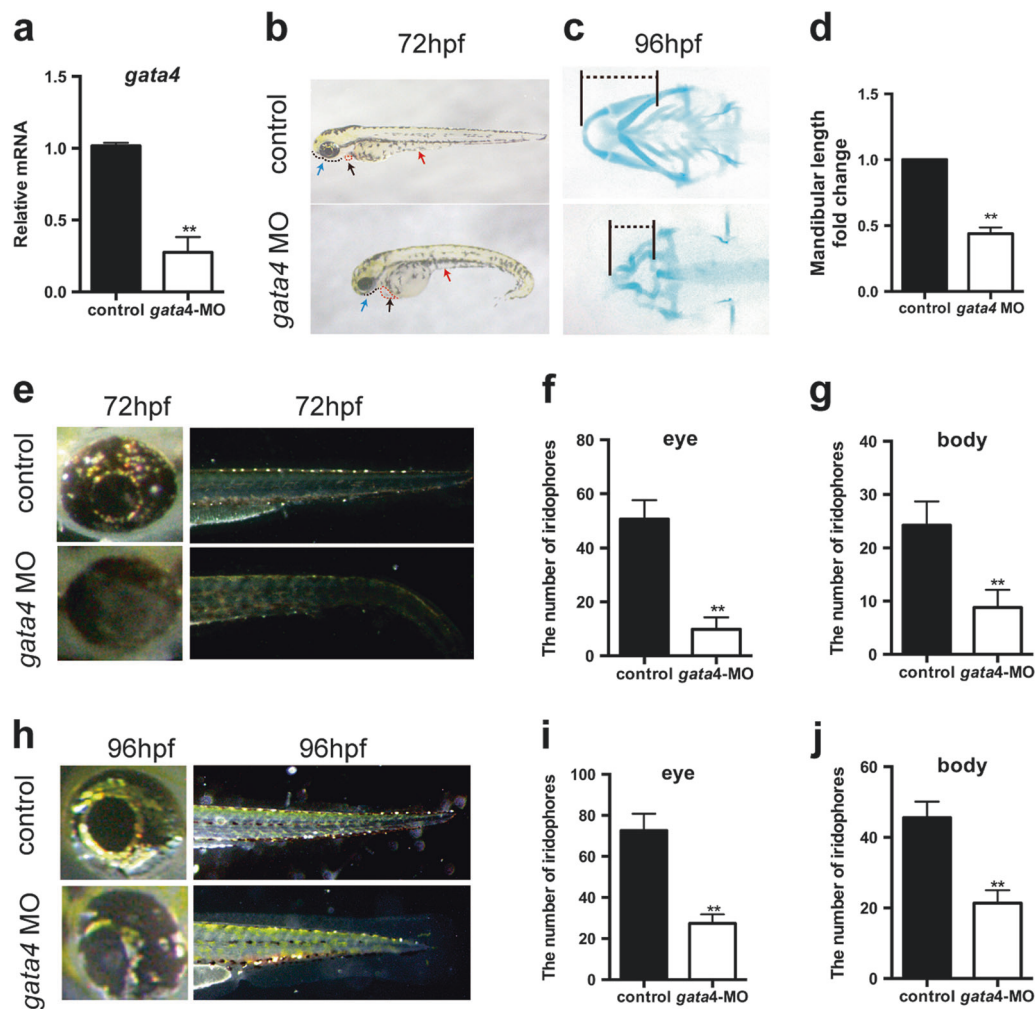 a
gata4
Relative mRNA
1.5
1.0
0.5
0.0
**
control gata4-MO
b
72hpf
control
gata4 MO
c
96hpf
d
Mandibular length
fold change
1.5
1.0
0.5
0.0
**
control gata4 MO
e
72hpf
72hpf
control
gata4 MO
f
eye
The number of iridophores
80
60
40
20
0
**
control gata4-MO
g
body
The number of iridophores
40
30
20
10
0
**
control gata4-MO
h
96hpf
96hpf
control
gata4 MO
i
eye
The number of iridophores
100
80
60
40
20
0
**
control gata4-MO
j
body
The number of iridophores
60
40
20
0
**
control gata4-MO